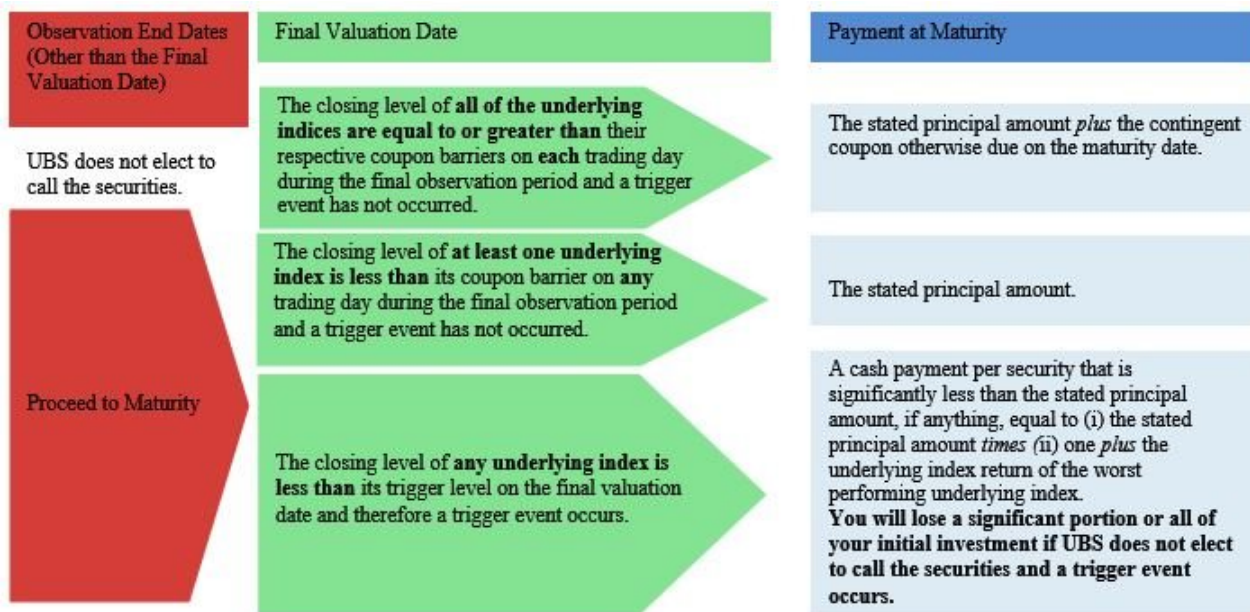 Observation End Dates
(Other than the Final
Valuation Date)
Final Valuation Date
Payment at Maturity
UBS does not elect to
call the securities.
The closing level of all of the underlying
indices are equal to or greater than their
respective coupon barriers on each trading day
during the final observation period and a trigger
event has not occurred.
The stated principal amount plus the contingent
coupon otherwise due on the maturity date.
Proceed to Maturity
The closing level of at least one underlying
index is less than its coupon barrier on any
trading day during the final observation period
and a trigger event has not occurred.
The stated principal amount.
The closing level of any underlying index is
less than its trigger level on the final valuation
date and therefore a trigger event occurs.
A cash payment per security that is
significantly less than the stated principal
amount, if anything, equal to (i) the stated
principal amount times (ii) one plus the
underlying index return of the worst
performing underlying index.
You will lose a significant portion or all of
your initial investment if UBS does not elect
to call the securities and a trigger event
occurs.